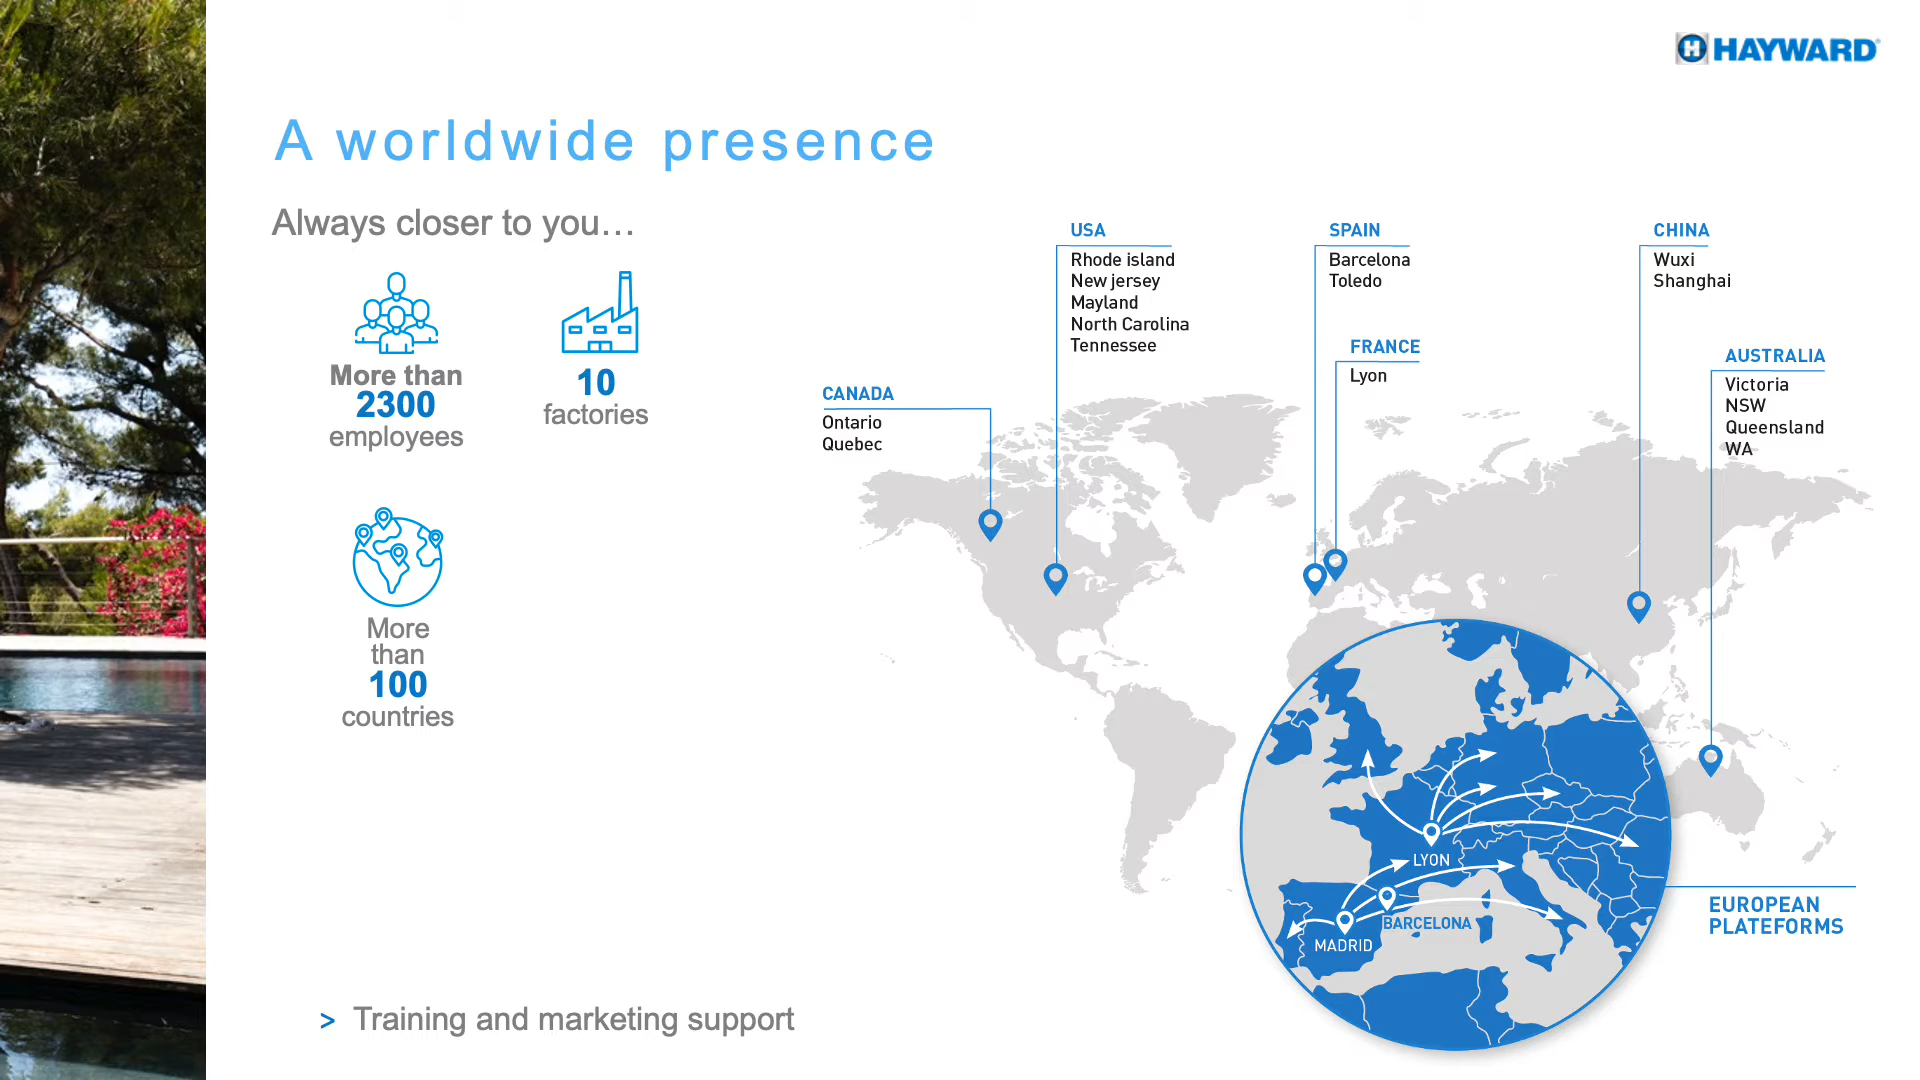 HAYWARD
A worldwide presence
Always closer to you…
More than
2300
employees
10
factories
More
than
100
countries
> Training and marketing support
CANADA
Ontario
Quebec
USA
Rhode island
New jersey
Mayland
North Carolina
Tennessee
SPAIN
Barcelona
Toledo
FRANCE
Lyon
CHINA
Wuxi
Shanghai
AUSTRALIA
Victoria
NSW
Queensland
WA
LYON
BARCELONA
MADRID
EUROPEAN
PLATEFORMS